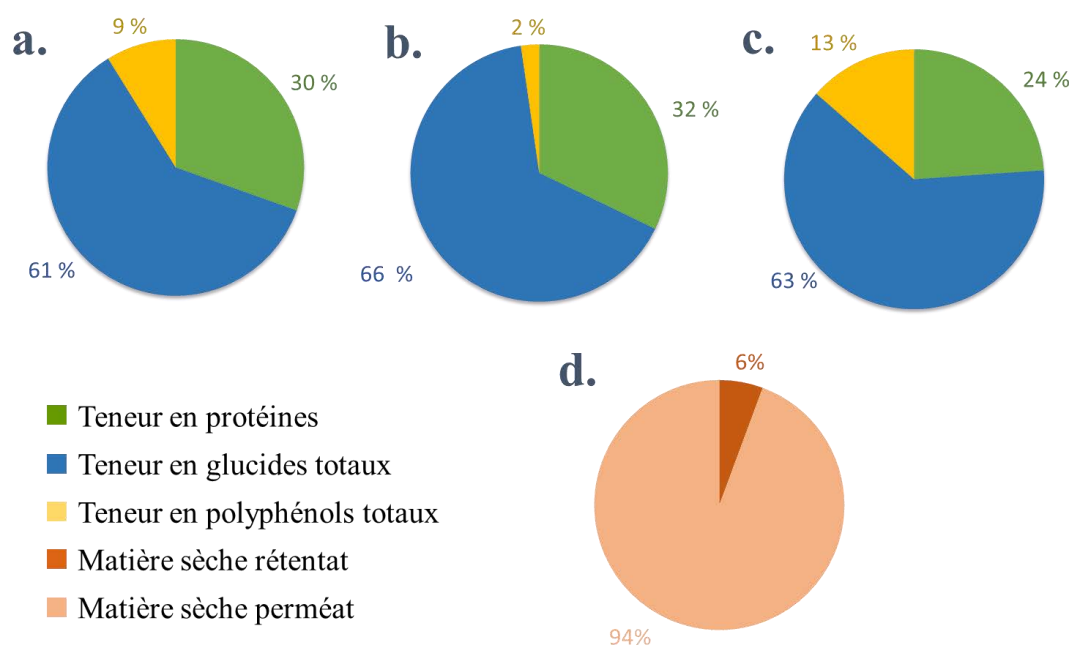 a.
9 %
30 %
61 %
b.
2 %
32 %
66 %
c.
13 %
24 %
63 %
d.
6%
94%
Teneur en protéines
Teneur en glucides totaux
Teneur en polyphénols totaux
Matière sèche rétentat
Matière sèche perméat